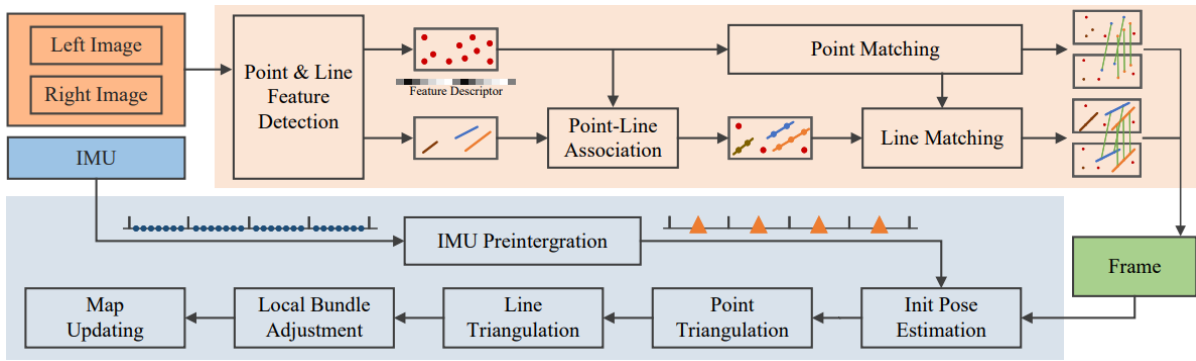 Left Image
Right Image
IMU
Point & Line
Feature
Detection
Feature Descriptor
Point-Line
Association
Point Matching
Line Matching
IMU Preintergration
Frame
Init Pose
Estimation
Point
Triangulation
Line
Triangulation
Local Bundle
Adjustment
Map
Updating